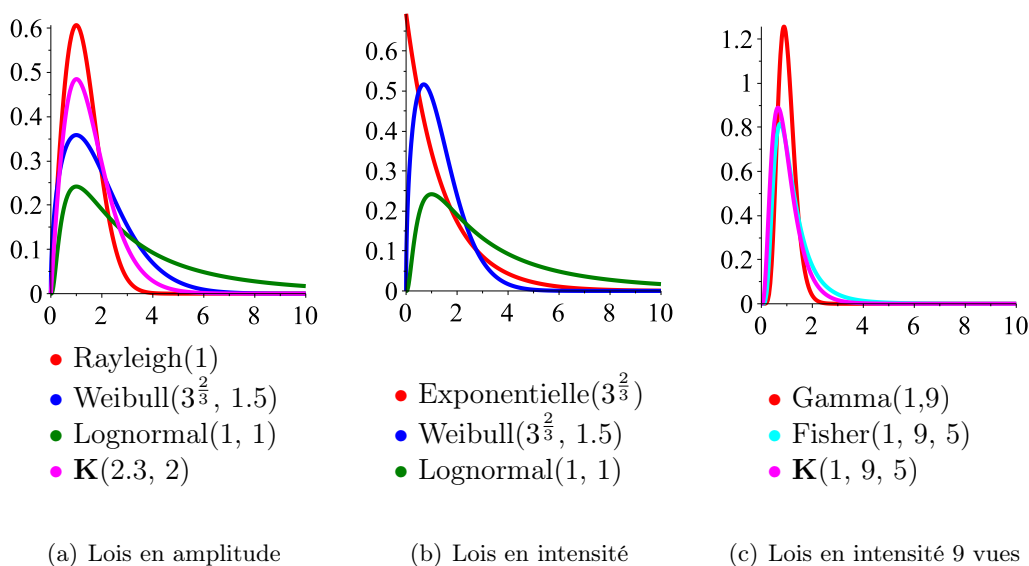 0.6
0.5
0.4
0.3
0.2
0.1
0
0 2 4 6 8 10
Rayleigh(1)
Weibull(3^{2/3}, 1.5)
Lognormal(1, 1)
K(2.3, 2)
(a) Lois en amplitude
0.6
0.5
0.4
0.3
0.2
0.1
0
0 2 4 6 8 10
Exponentielle(3^{2/3})
Weibull(3^{2/3}, 1.5)
Lognormal(1, 1)
(b) Lois en intensité
1.2
1
0.8
0.6
0.4
0.2
0
0 2 4 6 8 10
Gamma(1,9)
Fisher(1, 9, 5)
K(1, 9, 5)
(c) Lois en intensité 9 vues